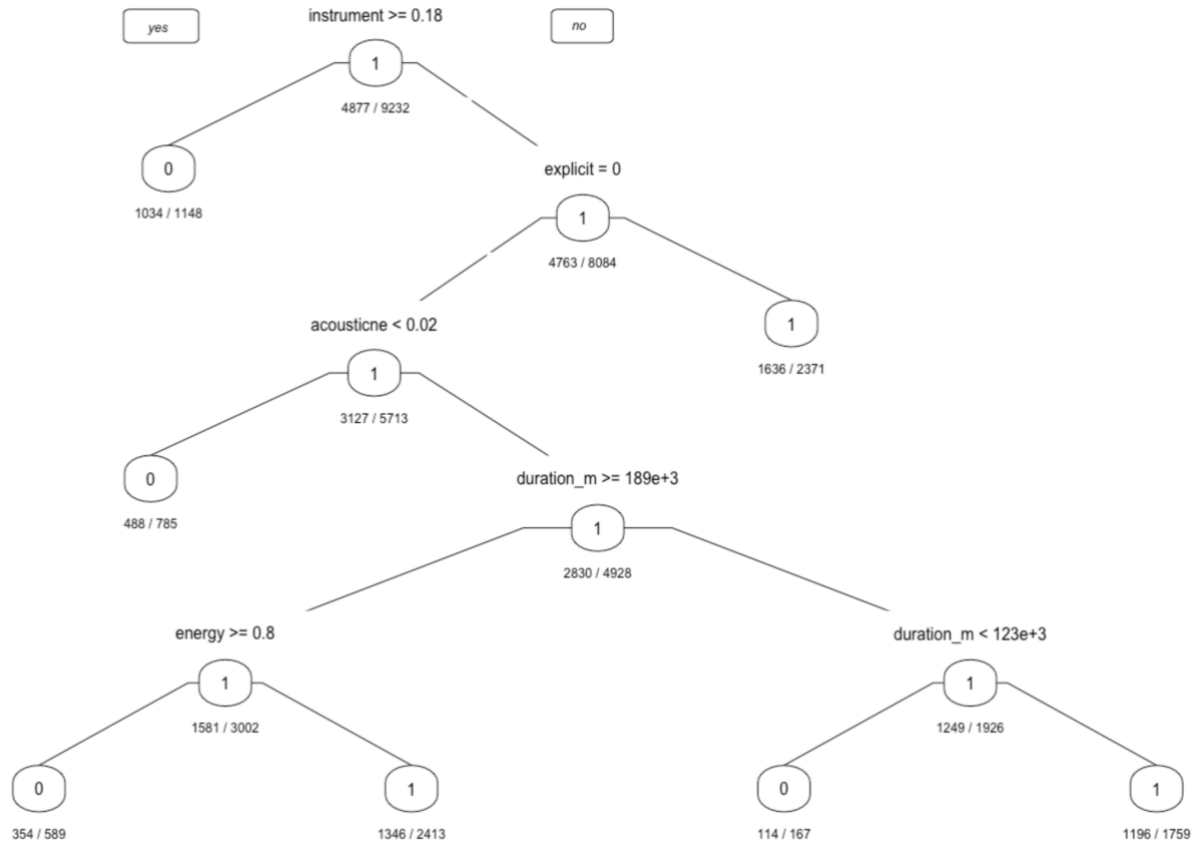 yes
instrument >= 0.18
no
1
4877 / 9232
0
1034 / 1148
explicit = 0
1
4763 / 8084
acousticne < 0.02
1
3127 / 5713
1
1636 / 2371
0
488 / 785
duration_m >= 189e+3
1
2830 / 4928
energy >= 0.8
1
1581 / 3002
duration_m < 123e+3
1
1249 / 1926
0
354 / 589
1
1346 / 2413
0
114 / 167
1
1196 / 1759